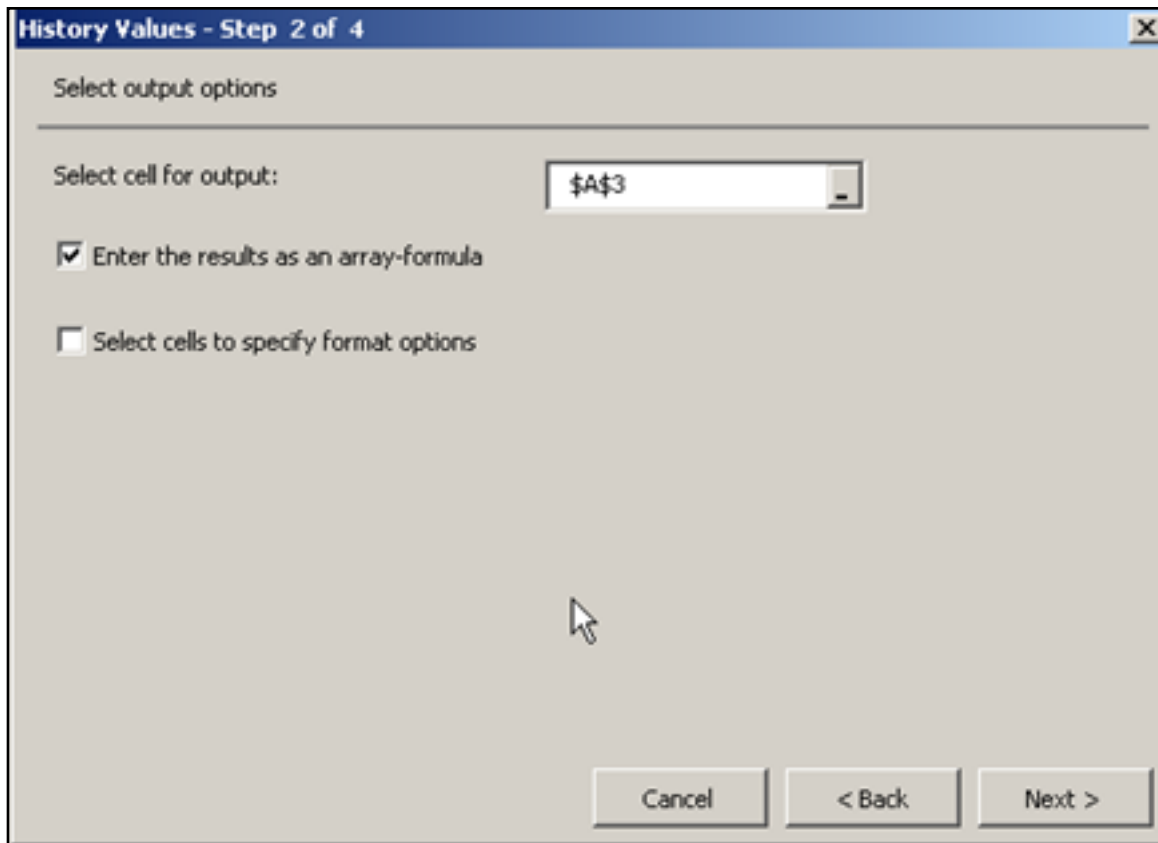 History Values - Step 2 of 4
Select output options
Select cell for output:
$A$3
Enter the results as an array-formula
Select cells to specify format options
Cancel
< Back
Next >